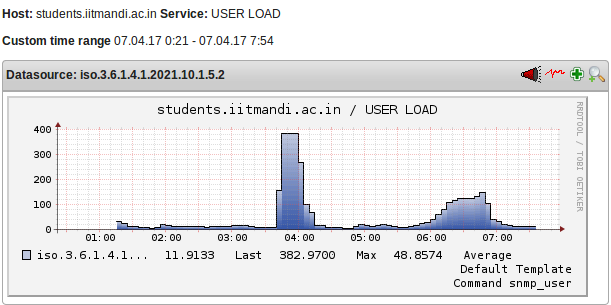 Host: students.iitmandi.ac.in Service: USER LOAD
Custom time range 07.04.17 0:21 - 07.04.17 7:54
Datasource: iso.3.6.1.4.1.2021.10.1.5.2
students.iitmandi.ac.in / USER LOAD
RRDTOOL / TOBI OETIKER
400
300
200
100
0
01:00 02:00 03:00 04:00 05:00 06:00 07:00
iso.3.6.1.4.1... 11.9133 Last 382.9700 Max 48.8574 Average
Default Template
Command snmp_user